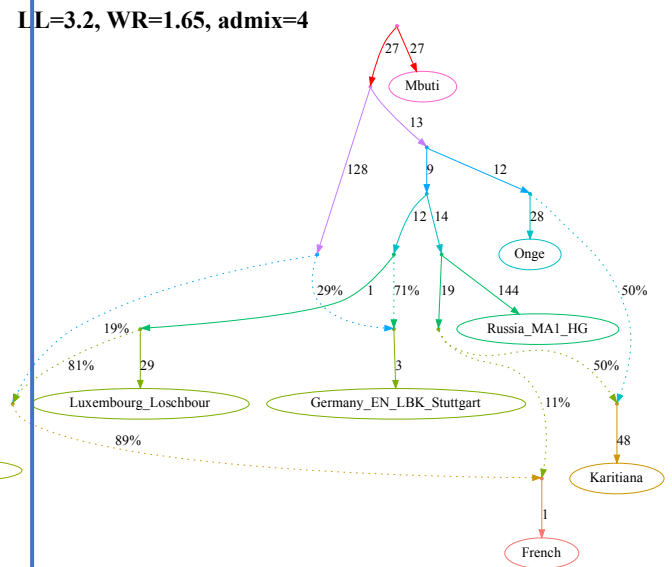 LL=3.2, WR=1.65, admix=4
27 27
Mbuti
13
128 9 12
12 14 28
Onge
29% 1 71% 19 144 50%
19% Russia_MA1_HG
81% 29 3 50%
Luxembourg_Loschbour Germany_EN_LBK_Stuttgart 11%
89% 48
Karitiana
1
French